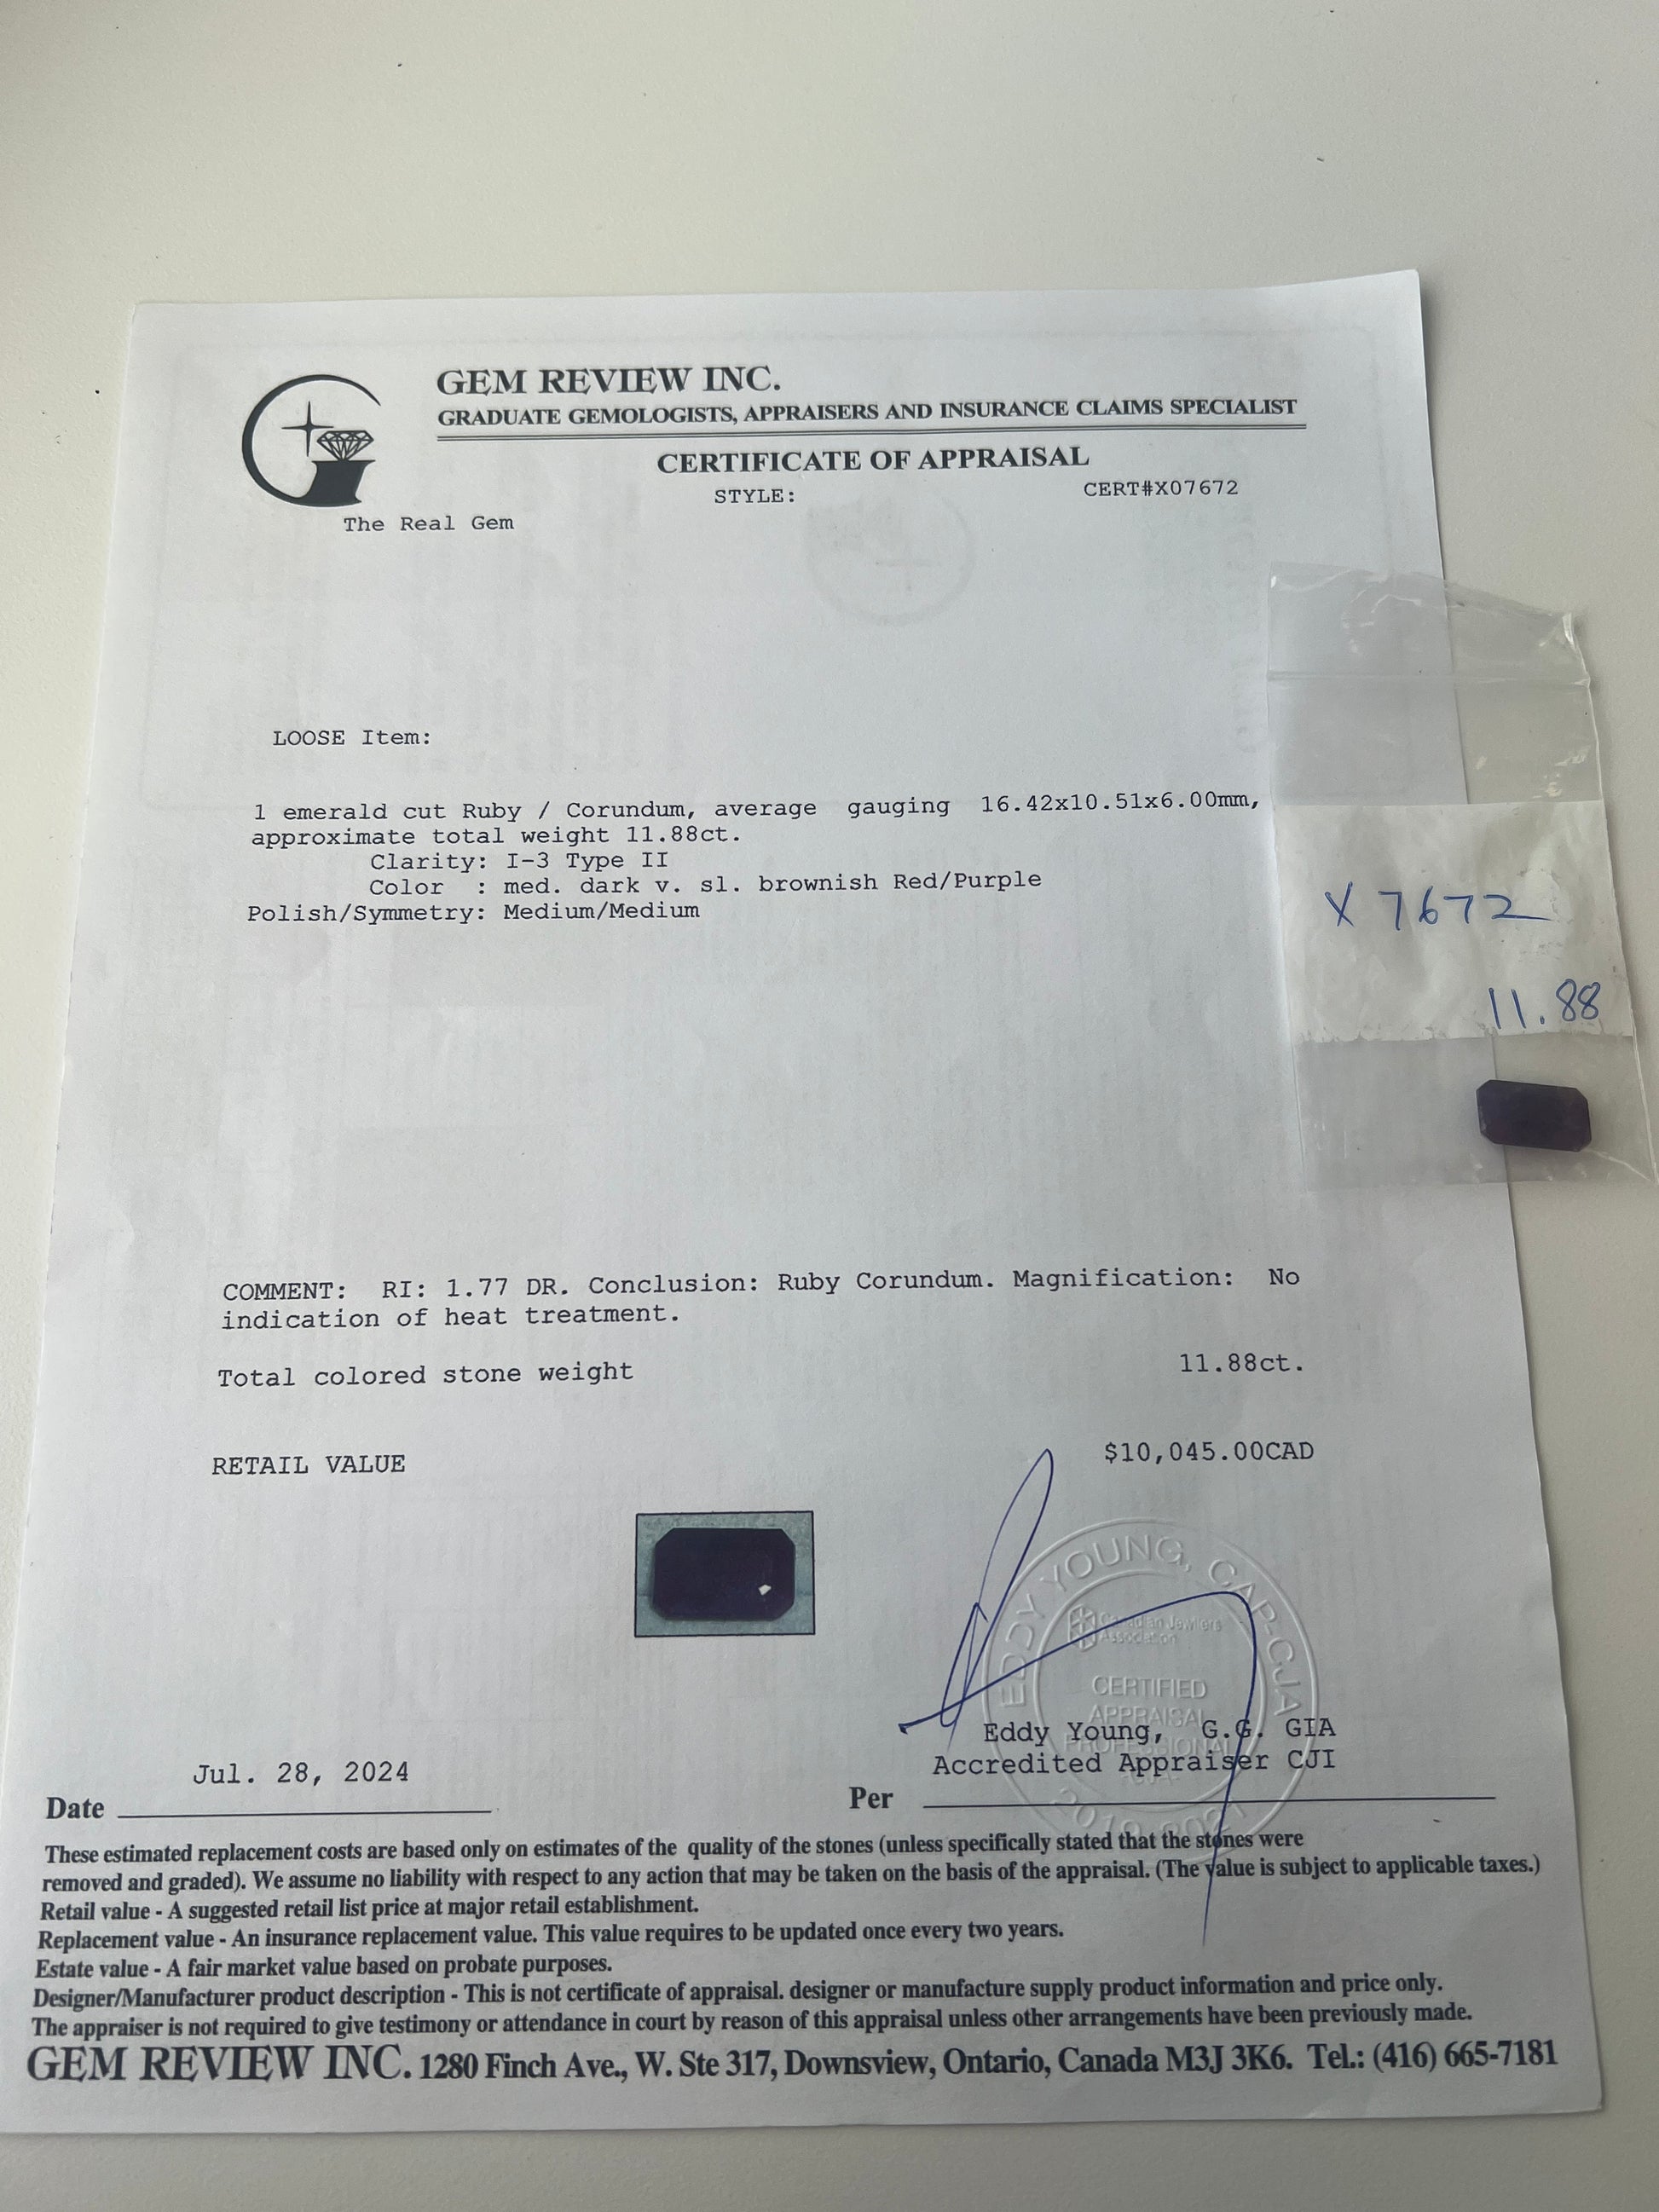 GEM REVIEW INC.
GRADUATE GEMOLOGISTS, APPRAISERS AND INSURANCE CLAIMS SPECIALIST
CERTIFICATE OF APPRAISAL
STYLE:
CERT#X07672
The Real Gem
LOOSE Item:
1 emerald cut Ruby / Corundum, average gauging 16.42x10.51x6.00mm,
approximate total weight 11.88ct.
Clarity: I-3 Type II
Color : med. dark v. sl. brownish Red/Purple
Polish/Symmetry: Medium/Medium
X 7672
11.88
COMMENT: RI: 1.77 DR. Conclusion: Ruby Corundum. Magnification: No
indication of heat treatment.
Total colored stone weight 11.88ct.
RETAIL VALUE $10,045.00CAD
EDDY YOUNG, CAP-CJA
Canadian Jewellers
Association
CERTIFIED
APPRAISAL
PROFESSIONAL
Eddy Young, G.G. GIA
Accredited Appraiser CJI
Jul. 28, 2024
Date
Per
These estimated replacement costs are based only on estimates of the quality of the stones (unless specifically stated that the stones were
removed and graded). We assume no liability with respect to any action that may be taken on the basis of the appraisal. (The value is subject to applicable taxes.)
Retail value - A suggested retail list price at major retail establishment.
Replacement value - An insurance replacement value. This value requires to be updated once every two years.
Estate value - A fair market value based on probate purposes.
Designer/Manufacturer product description - This is not certificate of appraisal. designer or manufacture supply product information and price only.
The appraiser is not required to give testimony or attendance in court by reason of this appraisal unless other arrangements have been previously made.
GEM REVIEW INC. 1280 Finch Ave., W. Ste 317, Downsview, Ontario, Canada M3J 3K6. Tel.: (416) 665-7181